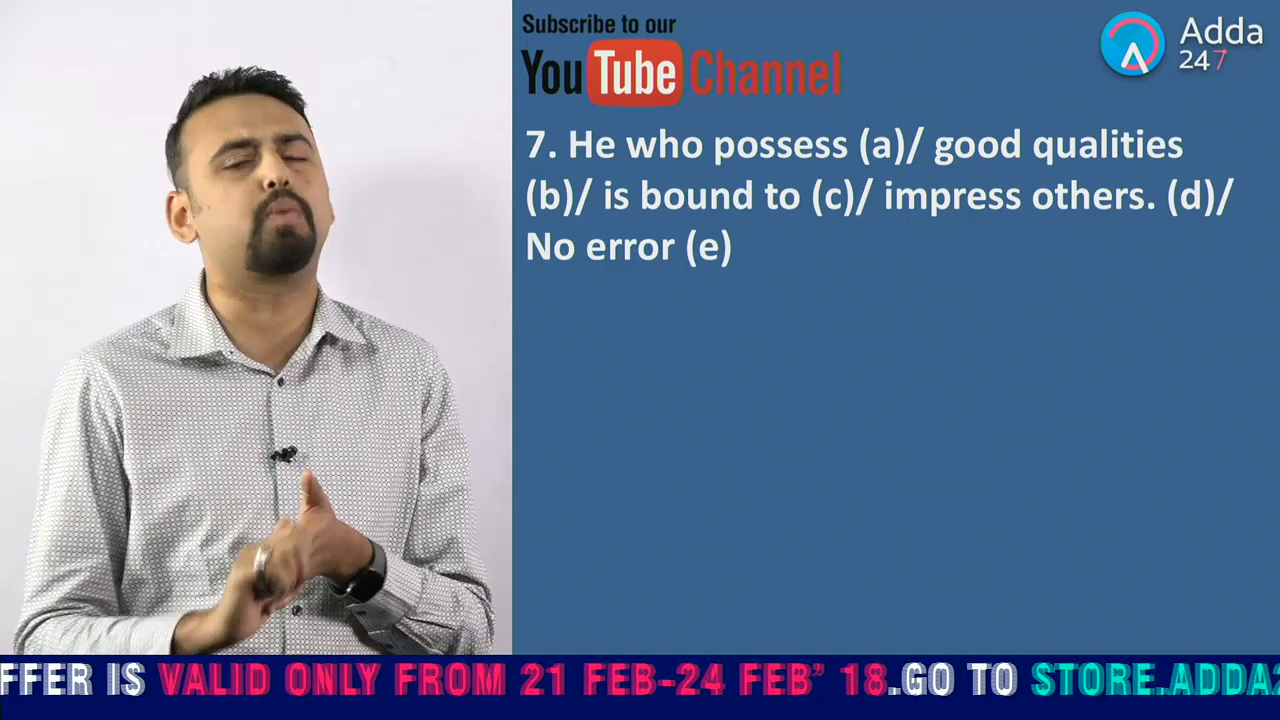 Subscribe to our
YouTube Channel
Adda
247
7. He who possess (a)/ good qualities
(b)/ is bound to (c)/ impress others. (d)/
No error (e)
FFER IS VALID ONLY FROM 21 FEB-24 FEB” 18.GO TO STORE.ADDA2